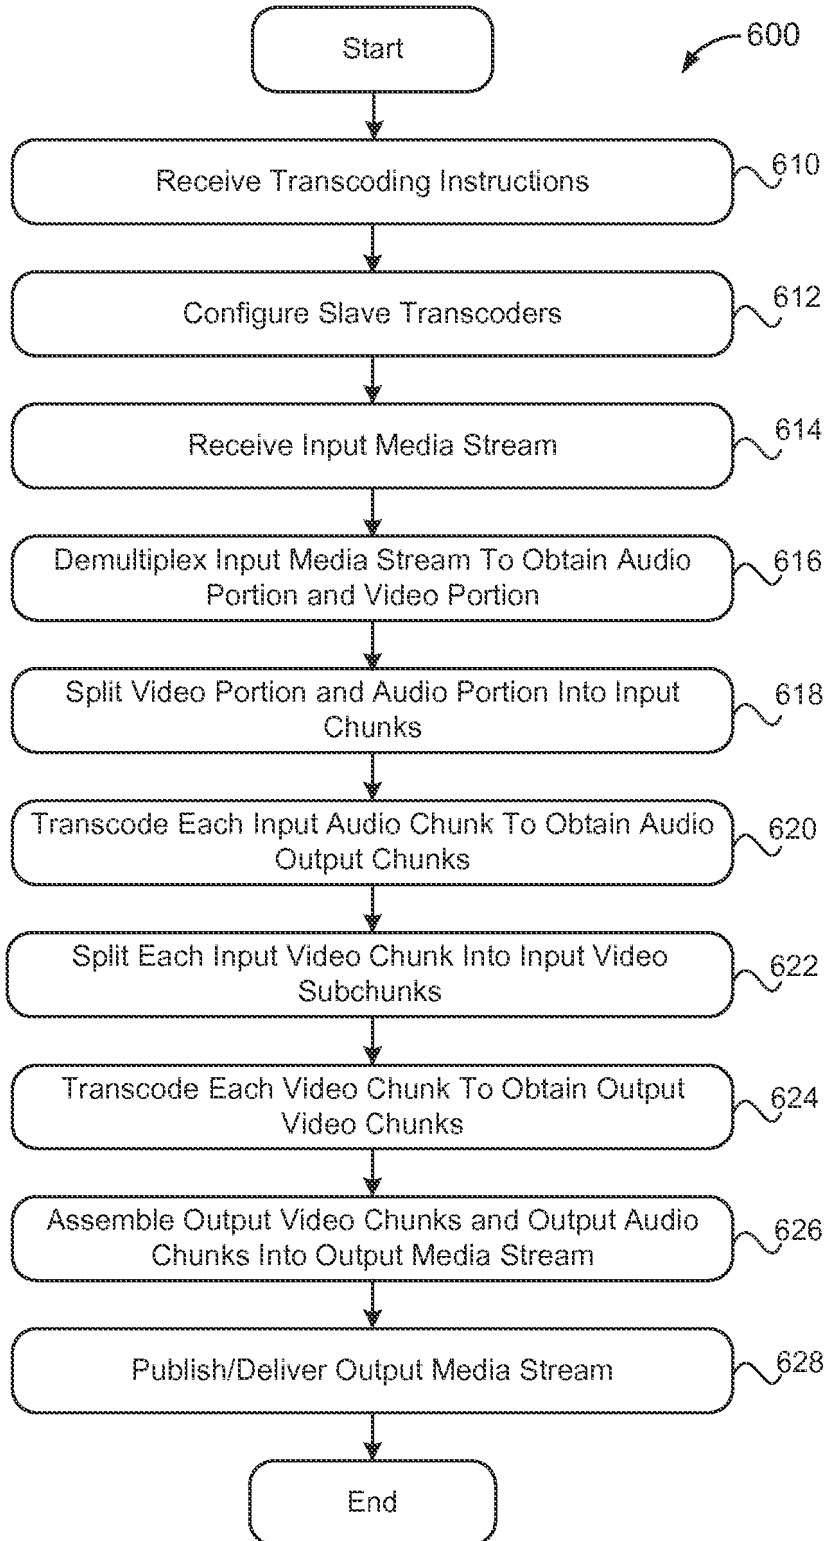 Start
600
Receive Transcoding Instructions
610
Configure Slave Transcoders
612
Receive Input Media Stream
614
Demultiplex Input Media Stream To Obtain Audio
Portion and Video Portion
616
Split Video Portion and Audio Portion Into Input
Chunks
618
Transcode Each Input Audio Chunk To Obtain Audio
Output Chunks
620
Split Each Input Video Chunk Into Input Video
Subchunks
622
Transcode Each Video Chunk To Obtain Output
Video Chunks
624
Assemble Output Video Chunks and Output Audio
Chunks Into Output Media Stream
626
Publish/Deliver Output Media Stream
628
End